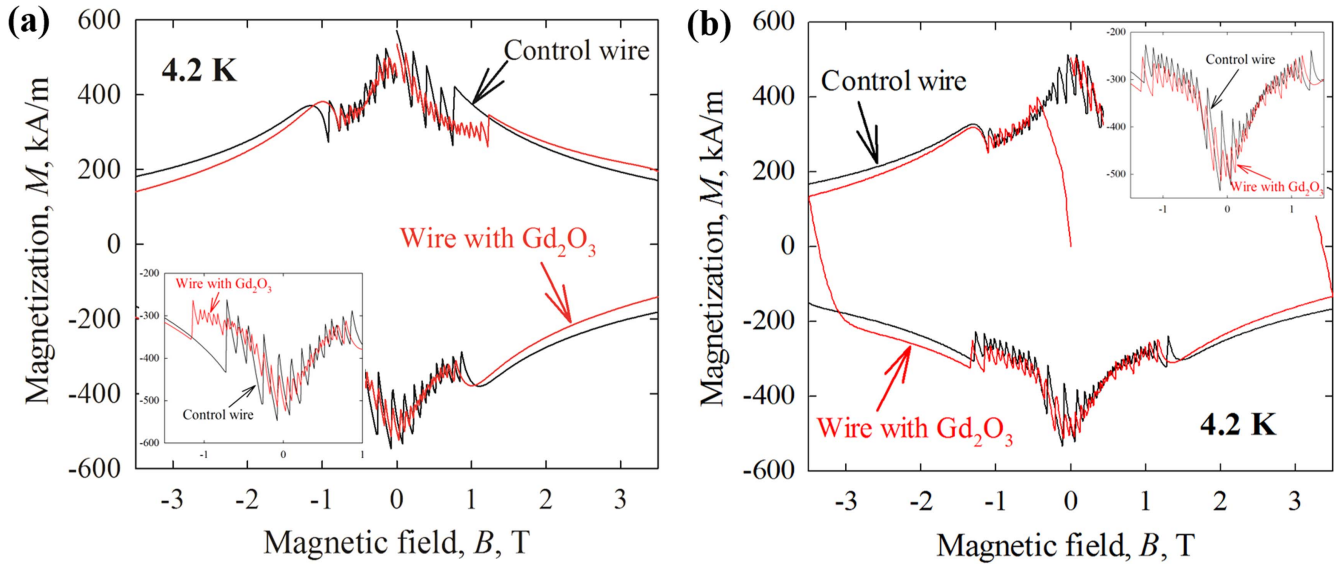 (a)
4.2 K
Control wire
Wire with Gd2O3
Magnetization, M, kA/m
600
400
200
0
-200
-400
-600
-3 -2 -1 0 1 2 3
Magnetic field, B, T
-200
-300
-400
-500
-600
-1 0 1
Wire with Gd2O3
Control wire
(b)
Control wire
Wire with Gd2O3
4.2 K
Magnetization, M, kA/m
600
400
200
0
-200
-400
-600
-3 -2 -1 0 1 2 3
Magnetic field, B, T
-200
-300
-400
-500
-1 0 1
Control wire
Wire with Gd2O3